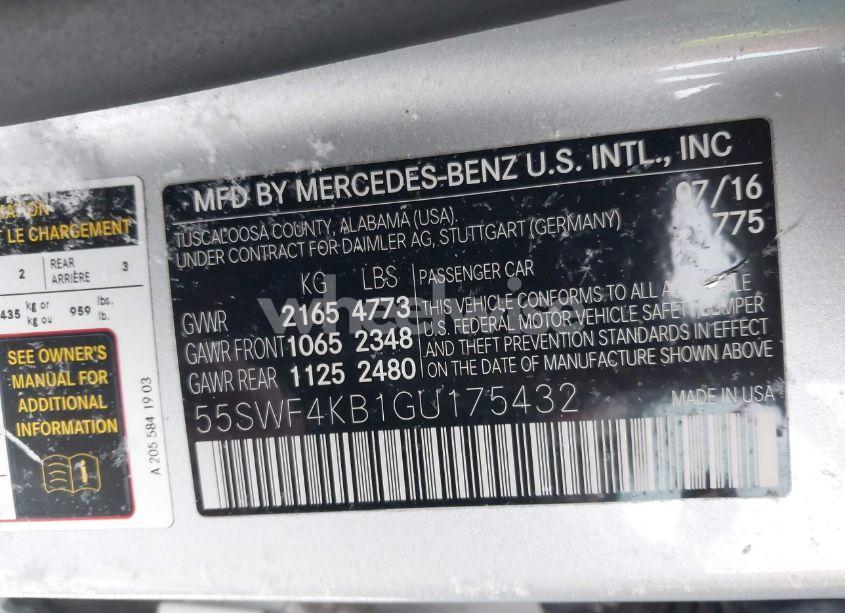 MFD BY MERCEDES-BENZ U.S. INTL., INC
07/16
TUSCALOOSA COUNTY, ALABAMA (USA).
775
UNDER CONTRACT FOR DAIMLER AG, STUTTGART (GERMANY)
KG LBS
GVWR 2165 4773
GAWR FRONT 1065 2348
GAWR REAR 1125 2480
PASSENGER CAR
THIS VEHICLE CONFORMS TO ALL APPLICABLE
U.S. FEDERAL MOTOR VEHICLE SAFETY BUMPER
AND THEFT PREVENTION STANDARDS IN EFFECT
ON THE DATE OF MANUFACTURE SHOWN ABOVE
55SWF4KB1GU175432
MADE IN USA
LE CHARGEMENT
2 REAR 3
ARRIÈRE
435 kg or 959 lbs.
kg ou lb.
SEE OWNER'S
MANUAL FOR
ADDITIONAL
INFORMATION
A 205 584 19 03